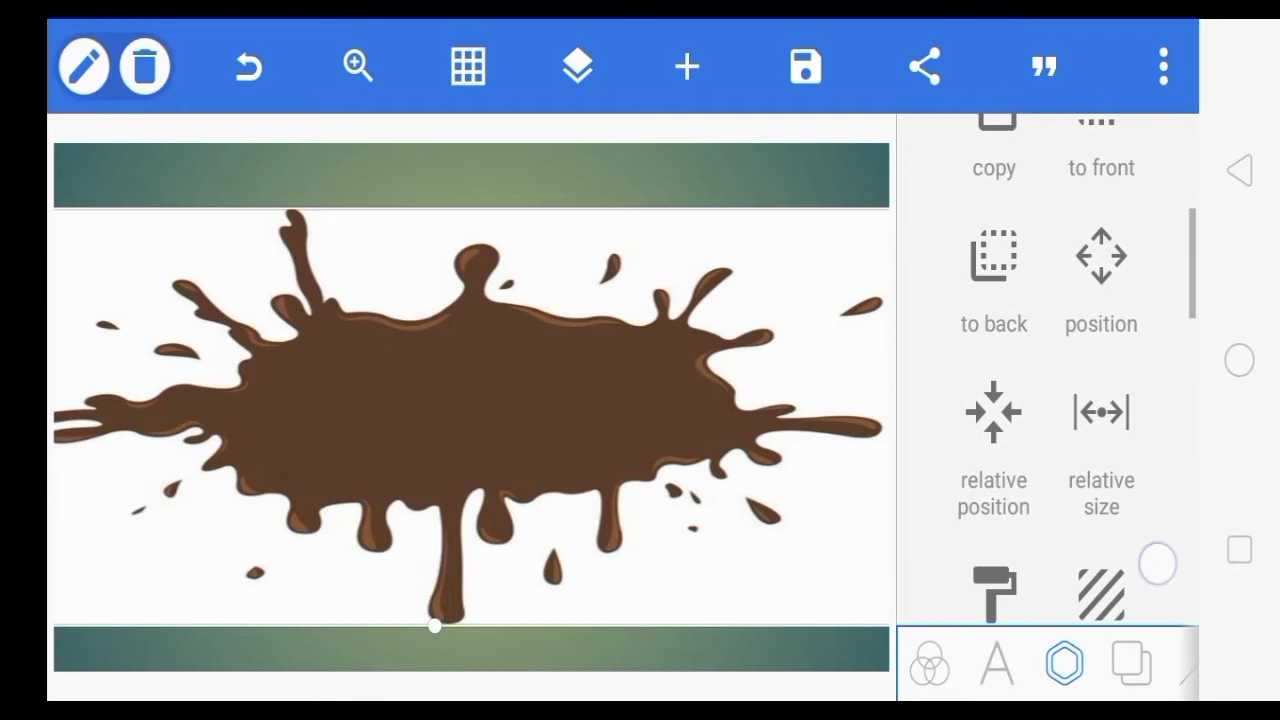 copy
to front
to back
position
relative
position
relative
size